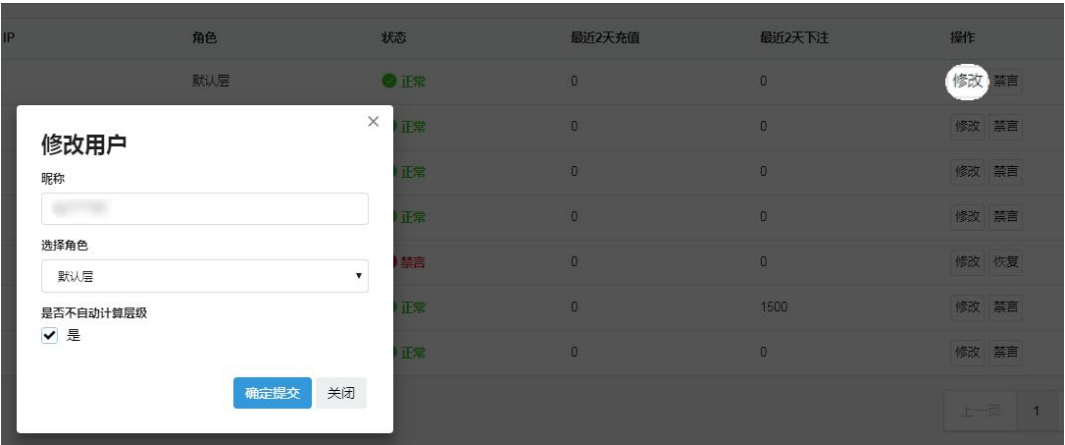 IP 角色 状态 最近2天充值 最近2天下注 操作
默认层 正常 0 0 修改 禁言
正常 0 0 修改 禁言
正常 0 0 修改 禁言
正常 0 0 修改 禁言
禁言 0 0 修改 恢复
正常 0 1500 修改 禁言
正常 0 0 修改 禁言
上一页 1
修改用户 ×
昵称
选择角色
默认层
是否不自动计算层级
是
确定提交 关闭